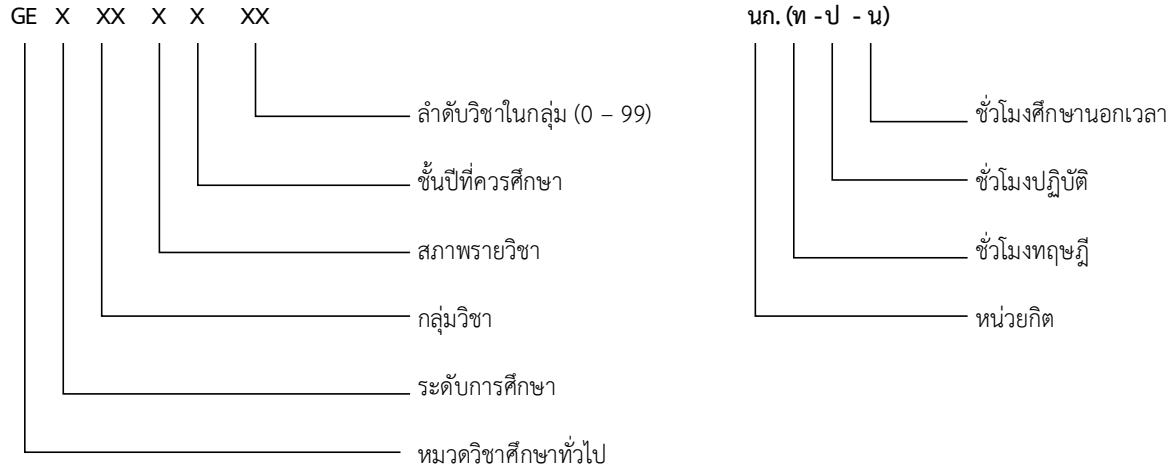 GE X XX X X XX
ลำดับวิชาในกลุ่ม (0 – 99)
ชั้นปีที่ควรศึกษา
สภาพรายวิชา
กลุ่มวิชา
ระดับการศึกษา
หมวดวิชาศึกษาทั่วไป
นก. (ท - ป - น)
ชั่วโมงศึกษานอกเวลา
ชั่วโมงปฏิบัติ
ชั่วโมงทฤษฎี
หน่วยกิต